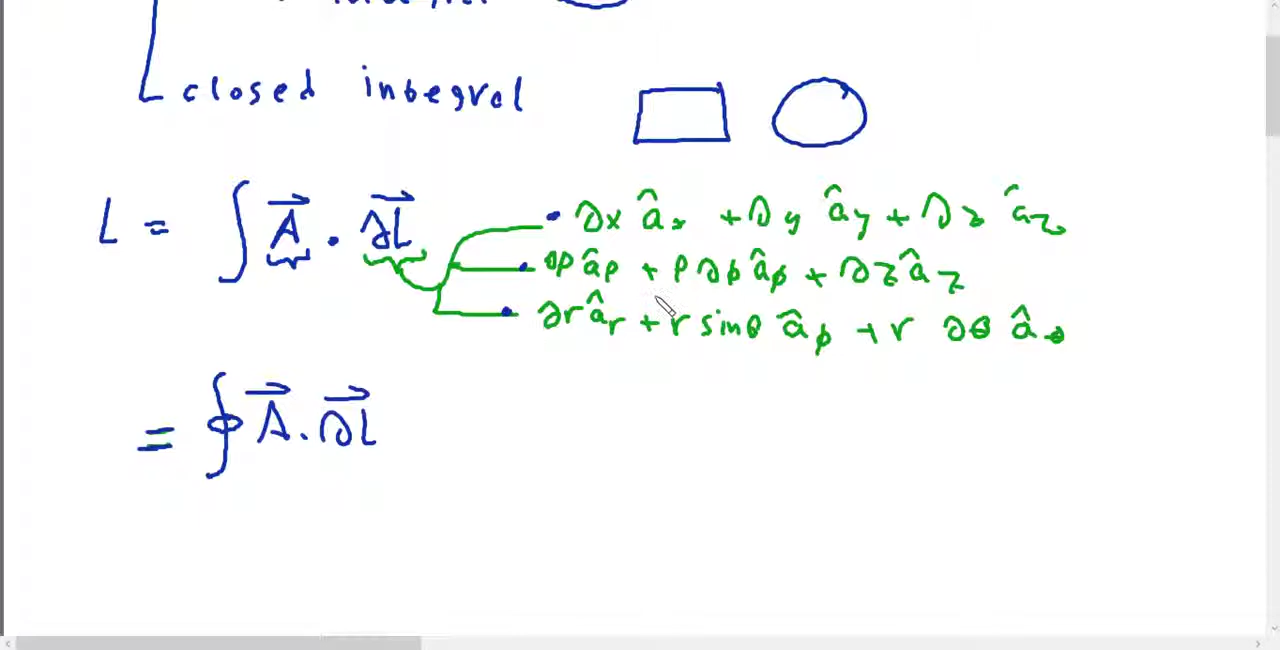 closed integral
L = ∫ A⃗ . ∂L⃗
∂x âx + ∂y ây + ∂z âz
∂ρ âρ + ρ ∂ϕ âϕ + ∂z âz
∂r âr + r sinθ âϕ + r ∂θ âθ
= ∮ A⃗ . ∂L⃗